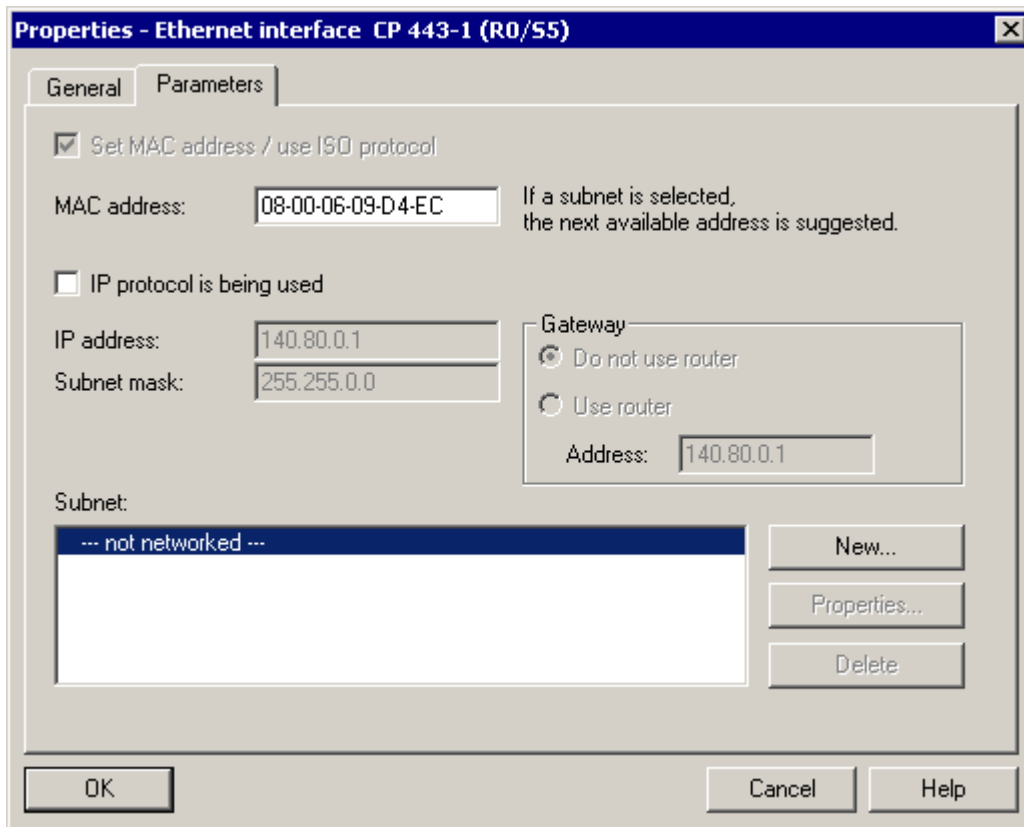 Properties - Ethernet interface CP 443-1 (R0/S5)
General
Parameters
Set MAC address / use ISO protocol
MAC address:
08-00-06-09-D4-EC
If a subnet is selected,
the next available address is suggested.
IP protocol is being used
IP address:
140.80.0.1
Subnet mask:
255.255.0.0
Gateway
Do not use router
Use router
Address:
140.80.0.1
Subnet:
--- not networked ---
New...
Properties...
Delete
OK
Cancel
Help